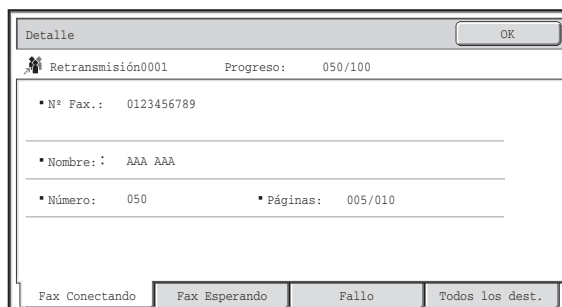 Detalle OK
Retransmisión0001 Progreso: 050/100
Nº Fax.: 0123456789
Nombre:: AAA AAA
Número: 050 Páginas: 005/010
Fax Conectando Fax Esperando Fallo Todos los dest.